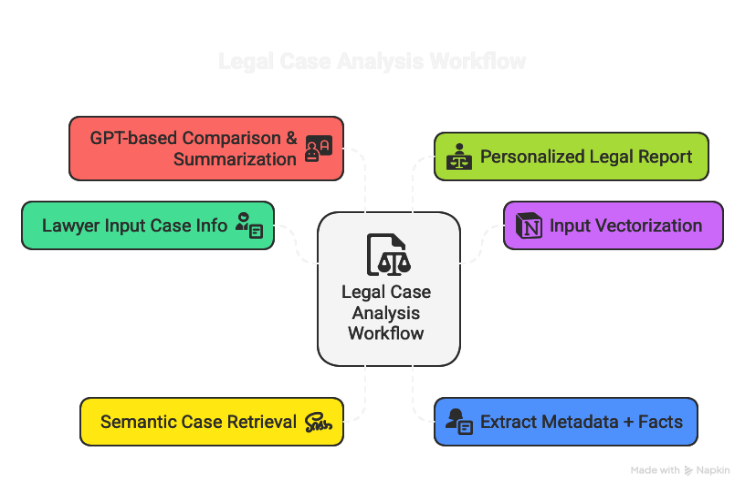 Legal Case Analysis Workflow
GPT-based Comparison &
Summarization
Personalized Legal Report
Lawyer Input Case Info
Input Vectorization
Legal Case
Analysis
Workflow
Semantic Case Retrieval
Extract Metadata + Facts
Made with Napkin